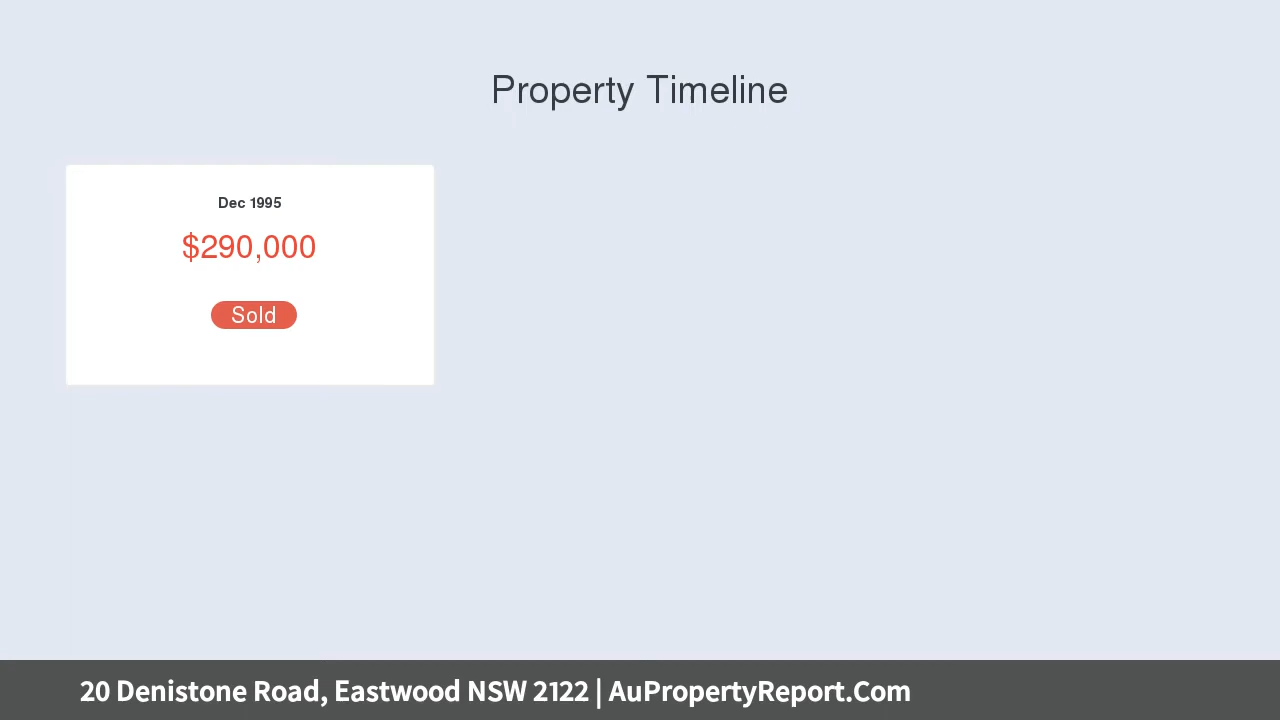 Property Timeline
Dec 1995
$290,000
Sold
20 Denistone Road, Eastwood NSW 2122 | AuPropertyReport.Com